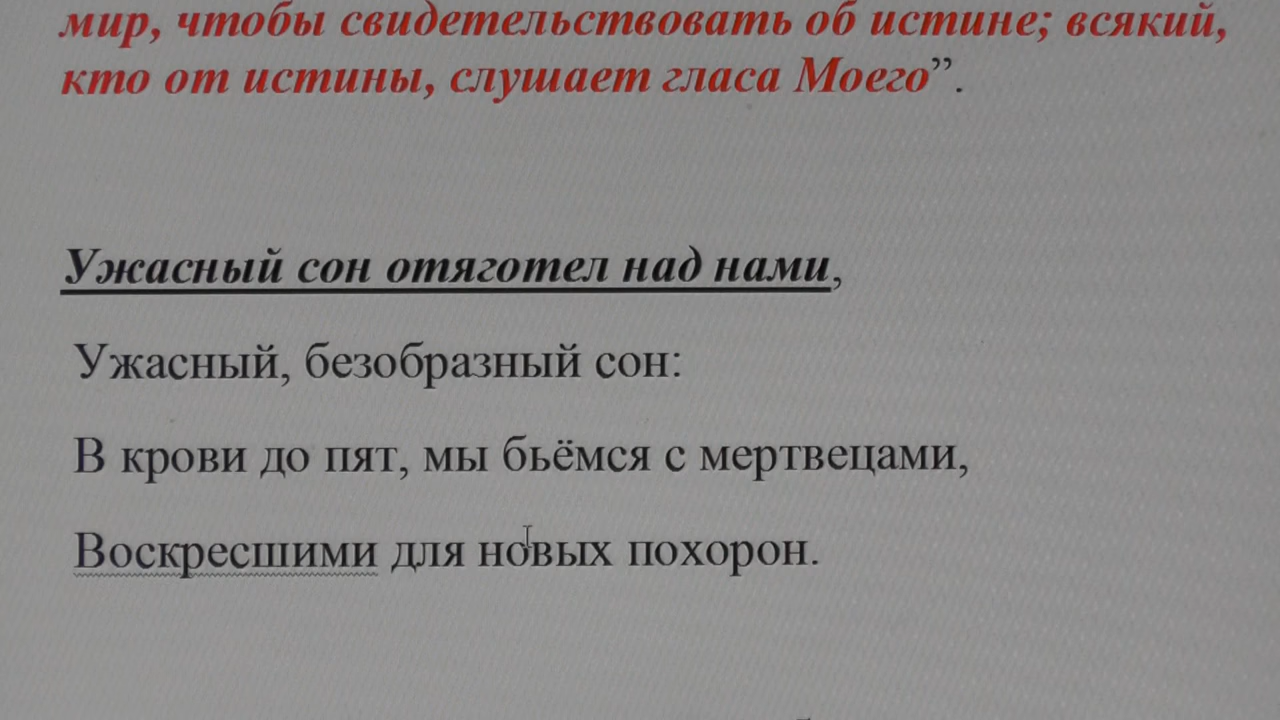 мир, чтобы свидетельствовать об истине; всякий,
кто от истины, слушает гласа Моего”.
Ужасный сон отяготел над нами,
Ужасный, безобразный сон:
В крови до пят, мы бьёмся с мертвецами,
Воскресшими для новых похорон.